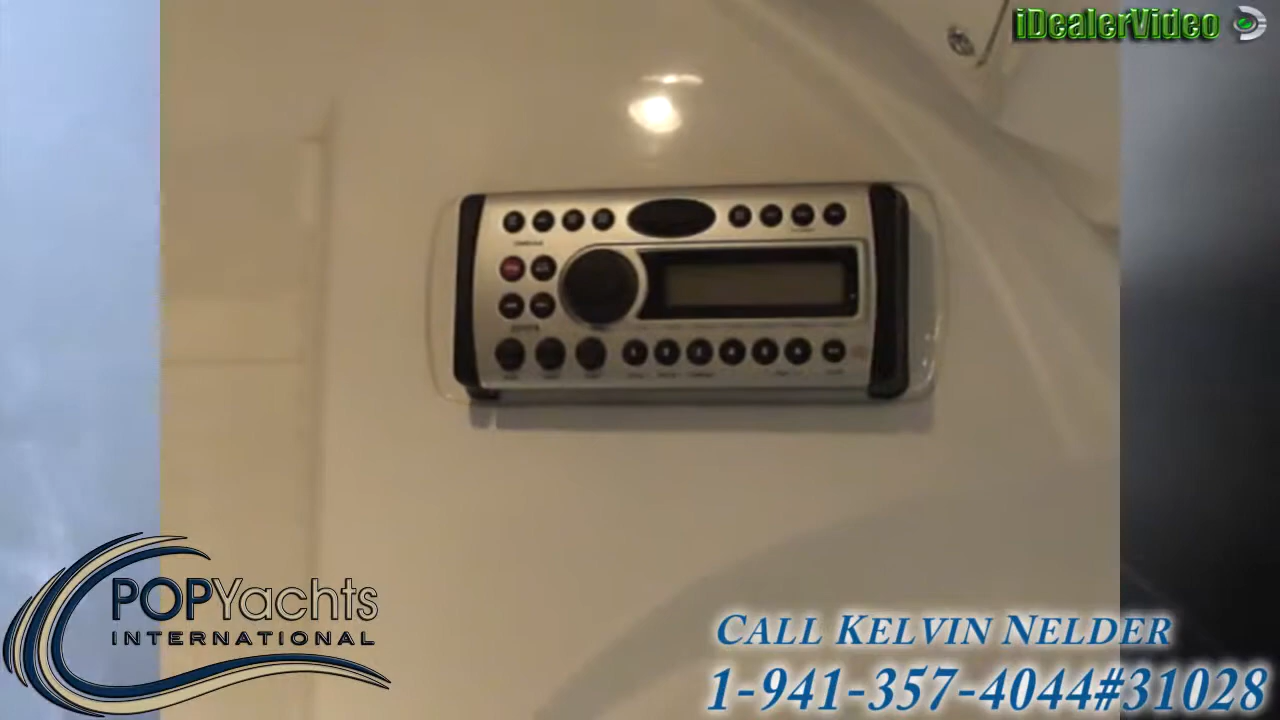 iDealerVideo
POPYachts
INTERNATIONAL
CALL KELVIN NELDER
1-941-357-4044#31028